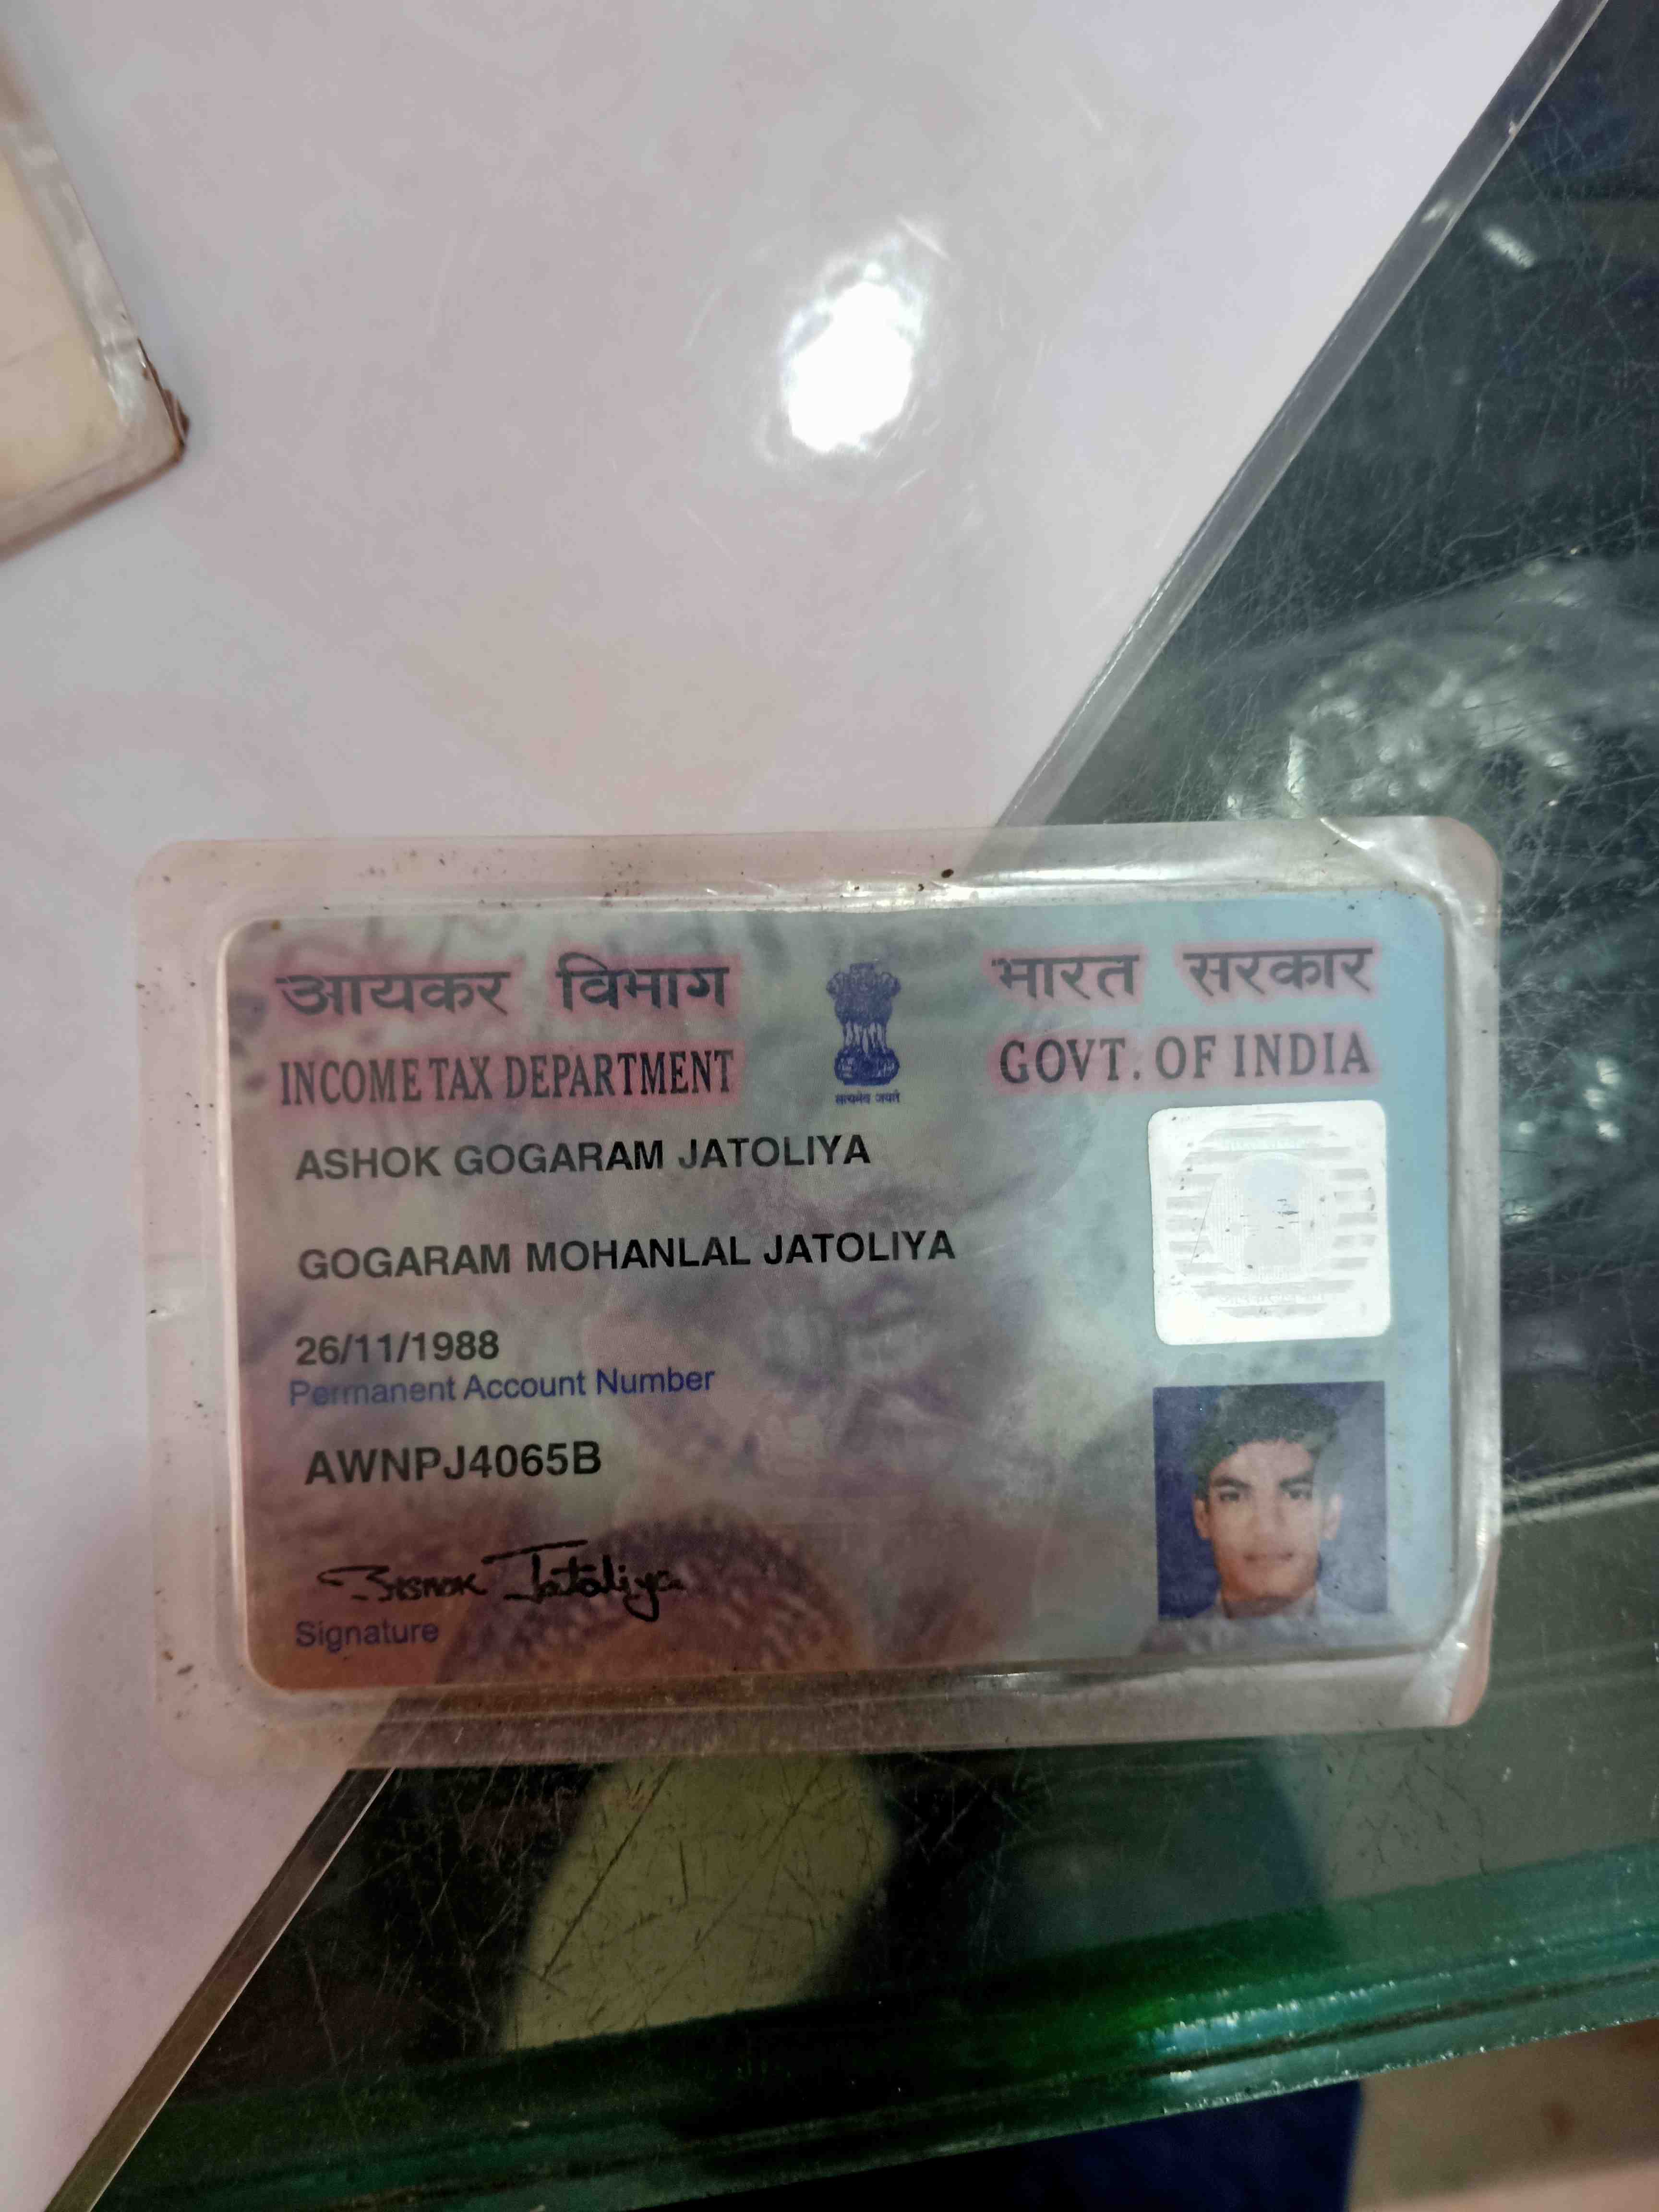 आयकर विभाग
INCOME TAX DEPARTMENT
सत्यमेव जयते
भारत सरकार
GOVT. OF INDIA
ASHOK GOGARAM JATOLIYA
GOGARAM MOHANLAL JATOLIYA
26/11/1988
Permanent Account Number
AWNPJ4065B
Jatoliya
Signature